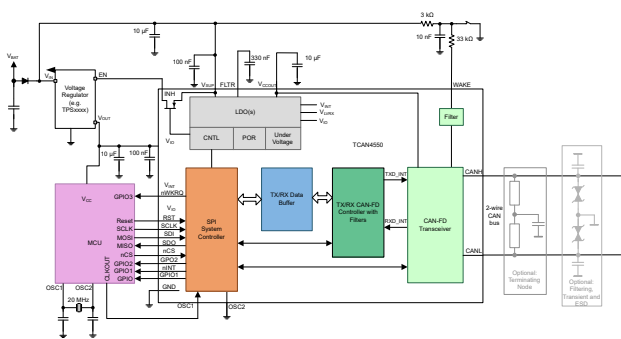 3 kΩ
10 µF
10 nF
33 kΩ
VBAT
VIN
EN
100 nF
330 nF
10 µF
Voltage
Regulator
(e.g.
TPSxxxx)
VSUP
FLTR
VCCOUT
WAKE
INH
LDO(s)
VINT
VC/RX
VIO
Filter
VOUT
VIO
CNTL
POR
Under
Voltage
TCAN4550
10 µF
100 nF
VCC
MCU
GPIO3
Reset
SCLK
MOSI
MISO
nCS
GPIO2
GPIO1
GPIO
CLKOUT
OSC1
OSC2
20 MHz
VINT
nWKRQ
VIO
RST
SCLK
SDI
SDO
nCS
GPO2
nINT
GPIO1
GND
SPI
System
Controller
TX/RX Data
Buffer
TX/RX CAN-FD
Controller with
Filters
TXD_INT
RXD_INT
CAN-FD
Transceiver
CANH
2-wire
CAN
bus
CANL
Optional:
Terminating
Node
Optional:
Filtering,
Transient and
ESD
OSC1
OSC2